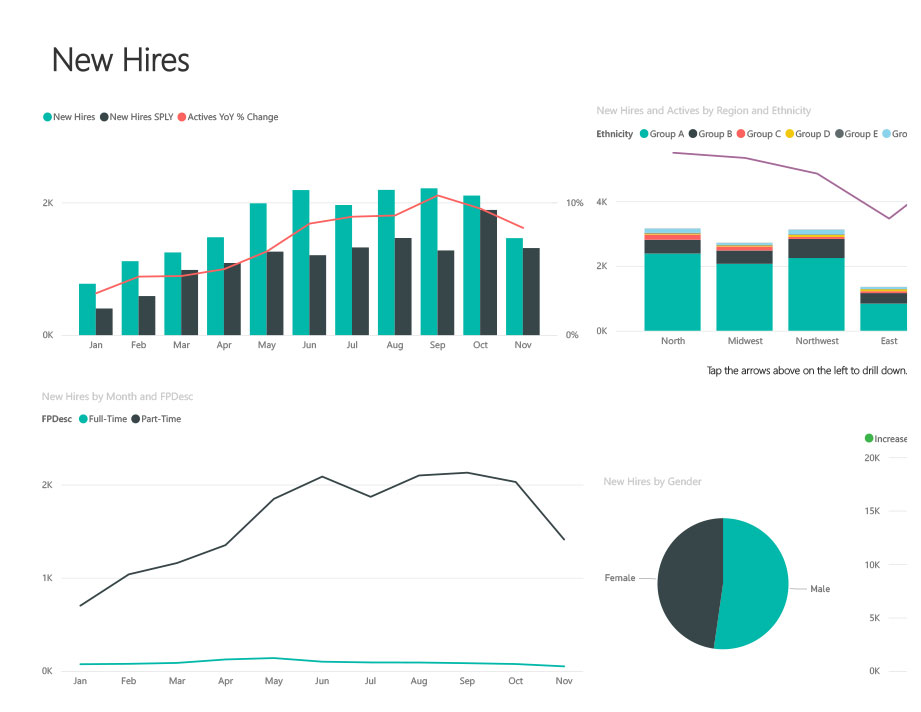 New Hires
New Hires New Hires SPLY Actives YoY % Change
2K
0K
10%
0%
Jan Feb Mar Apr May Jun Jul Aug Sep Oct Nov
New Hires and Actives by Region and Ethnicity
Ethnicity Group A Group B Group C Group D Group E Gro
4K
2K
0K
North Midwest Northwest East
Tap the arrows above on the left to drill down.
New Hires by Month and FPDesc
FPDesc Full-Time Part-Time
2K
1K
0K
Jan Feb Mar Apr May Jun Jul Aug Sep Oct Nov
New Hires by Gender
Female
Male
Increase
20K
15K
10K
5K
0K